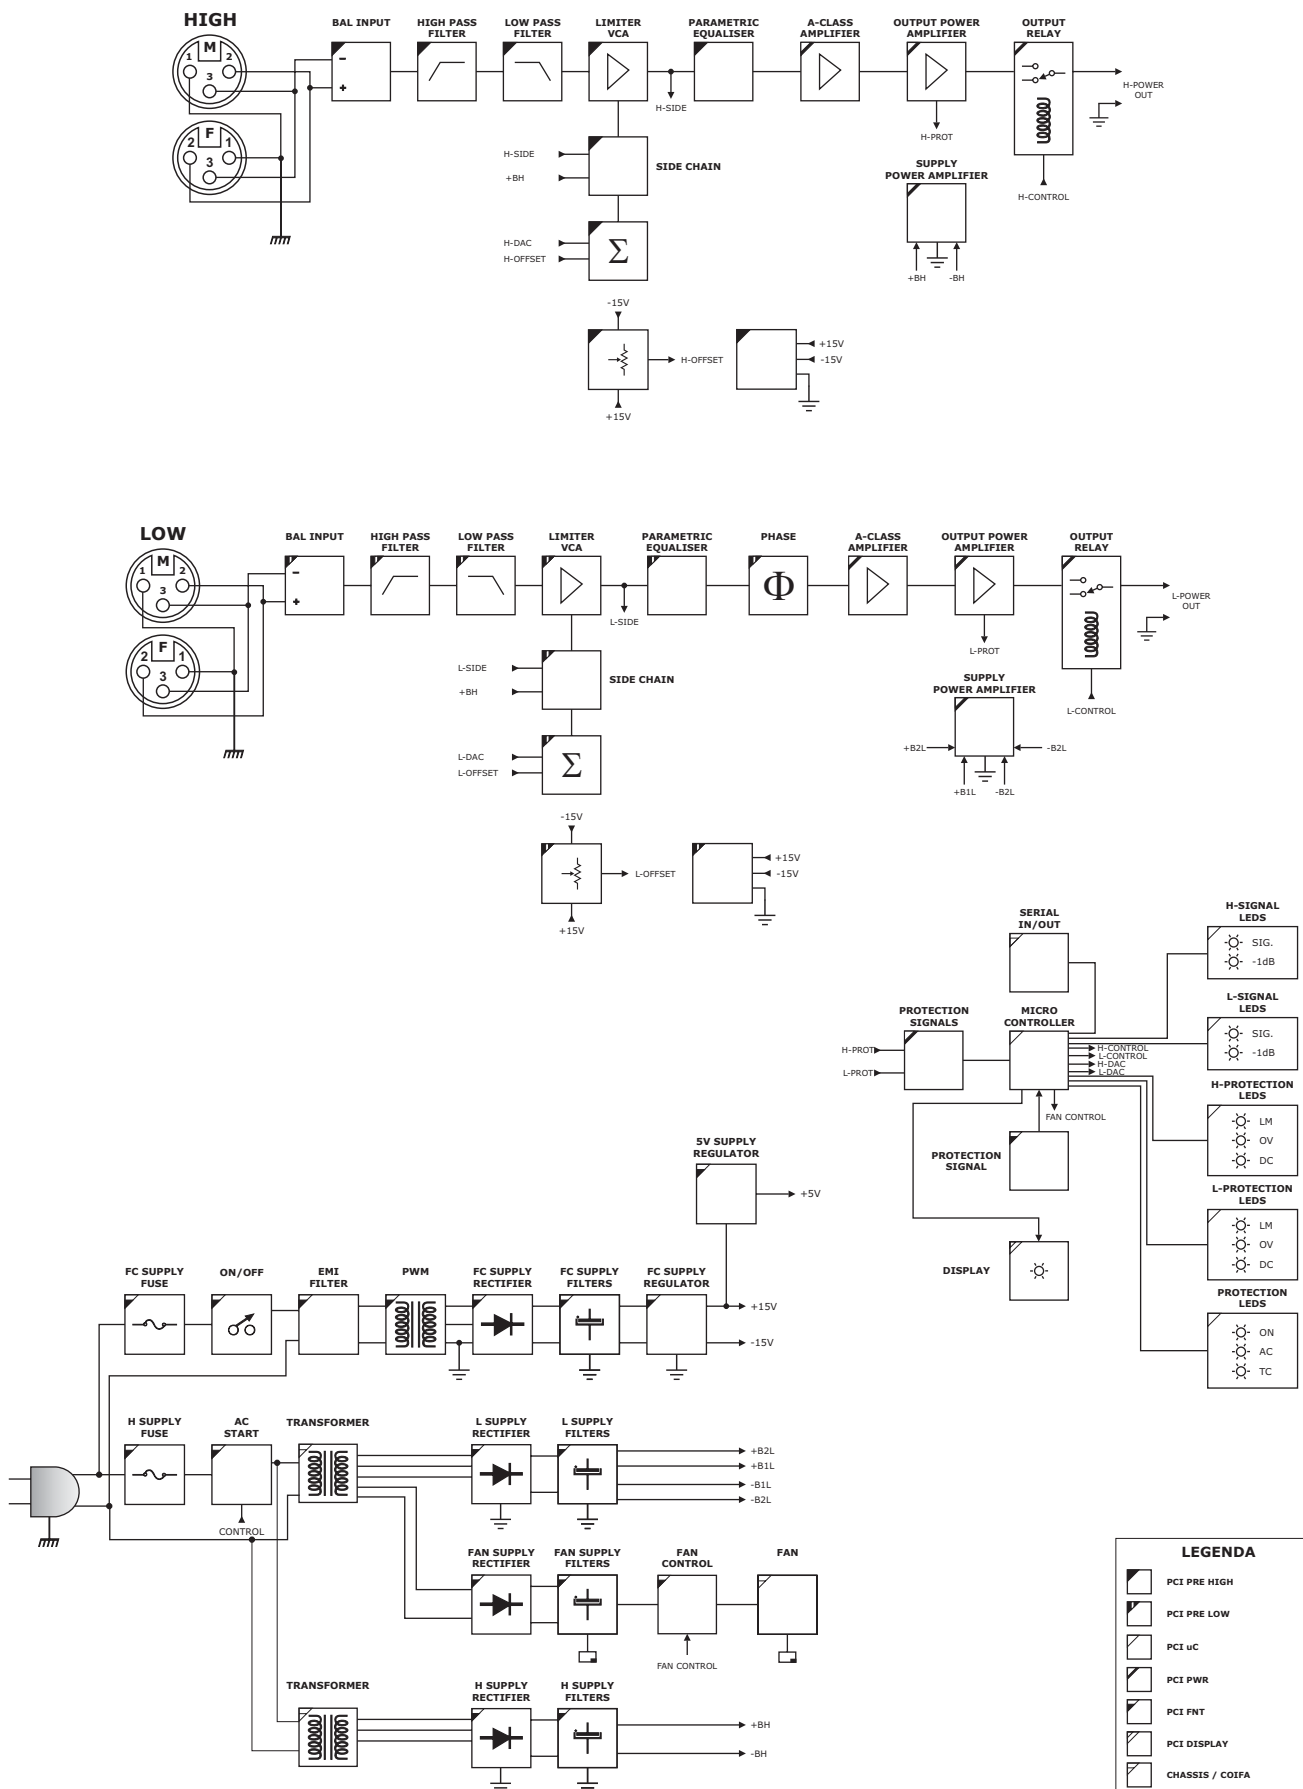 HIGH
M
1
2
3
F
2
1
3
BAL INPUT
-
+
HIGH PASS
FILTER
LOW PASS
FILTER
LIMITER
VCA
H-SIDE
PARAMETRIC
EQUALISER
A-CLASS
AMPLIFIER
OUTPUT POWER
AMPLIFIER
H-PROT
OUTPUT
RELAY
H-POWER
OUT
H-CONTROL
H-SIDE
+BH
SIDE CHAIN
SUPPLY
POWER AMPLIFIER
+BH
-BH
H-DAC
H-OFFSET
Σ
-15V
H-OFFSET
+15V
+15V
-15V
LOW
M
1
2
3
F
2
1
3
BAL INPUT
-
+
HIGH PASS
FILTER
LOW PASS
FILTER
LIMITER
VCA
L-SIDE
PARAMETRIC
EQUALISER
PHASE
Φ
A-CLASS
AMPLIFIER
OUTPUT POWER
AMPLIFIER
L-PROT
OUTPUT
RELAY
L-POWER
OUT
L-CONTROL
L-SIDE
+BH
SIDE CHAIN
SUPPLY
POWER AMPLIFIER
+B2L
-B2L
+B1L
-B2L
L-DAC
L-OFFSET
Σ
-15V
L-OFFSET
+15V
+15V
-15V
SERIAL
IN/OUT
H-SIGNAL
LEDS
SIG.
-1dB
PROTECTION
SIGNALS
H-PROT
L-PROT
MICRO
CONTROLLER
H-CONTROL
L-CONTROL
H-DAC
L-DAC
FAN CONTROL
L-SIGNAL
LEDS
SIG.
-1dB
H-PROTECTION
LEDS
LM
OV
DC
PROTECTION
SIGNAL
L-PROTECTION
LEDS
LM
OV
DC
DISPLAY
PROTECTION
LEDS
ON
AC
TC
5V SUPPLY
REGULATOR
+5V
FC SUPPLY
FUSE
ON/OFF
EMI
FILTER
PWM
FC SUPPLY
RECTIFIER
FC SUPPLY
FILTERS
FC SUPPLY
REGULATOR
+15V
-15V
H SUPPLY
FUSE
AC
START
CONTROL
TRANSFORMER
L SUPPLY
RECTIFIER
L SUPPLY
FILTERS
+B2L
+B1L
-B1L
-B2L
FAN SUPPLY
RECTIFIER
FAN SUPPLY
FILTERS
FAN
CONTROL
FAN
FAN CONTROL
TRANSFORMER
H SUPPLY
RECTIFIER
H SUPPLY
FILTERS
+BH
-BH
LEGENDA
PCI PRE HIGH
PCI PRE LOW
PCI uC
PCI PWR
PCI FNT
PCI DISPLAY
CHASSIS / COIFA